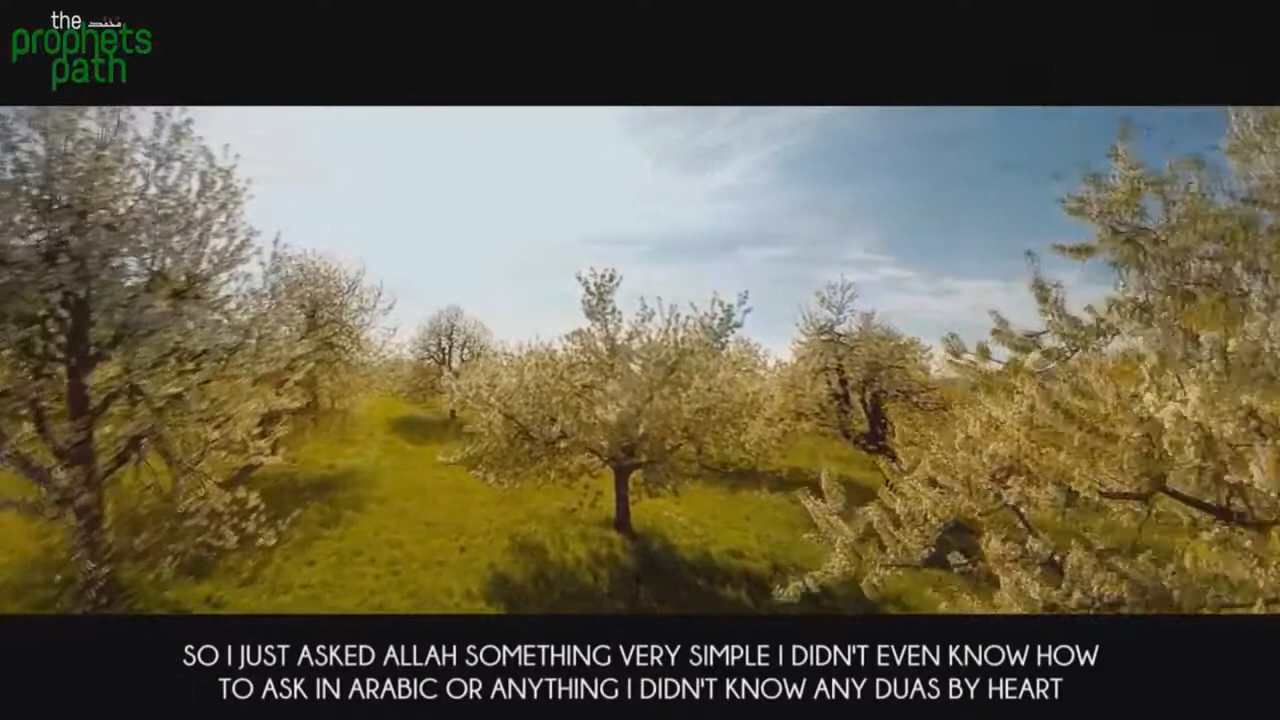 the محمد
prophets
path
SO I JUST ASKED ALLAH SOMETHING VERY SIMPLE I DIDN'T EVEN KNOW HOW
TO ASK IN ARABIC OR ANYTHING I DIDN'T KNOW ANY DUAS BY HEART